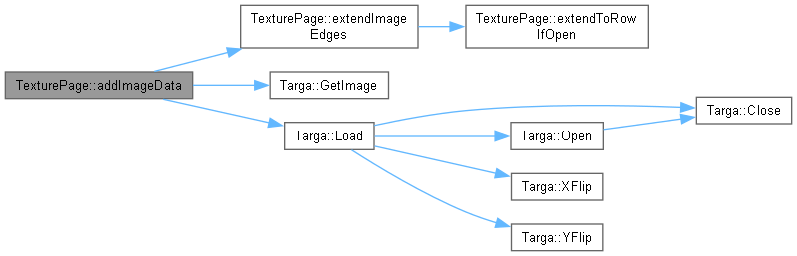 TexturePage::extendImage
Edges
TexturePage::extendToRow
IfOpen
TexturePage::addImageData
Targa::GetImage
Targa::Load
Targa::Open
Targa::Close
Targa::XFlip
Targa::YFlip